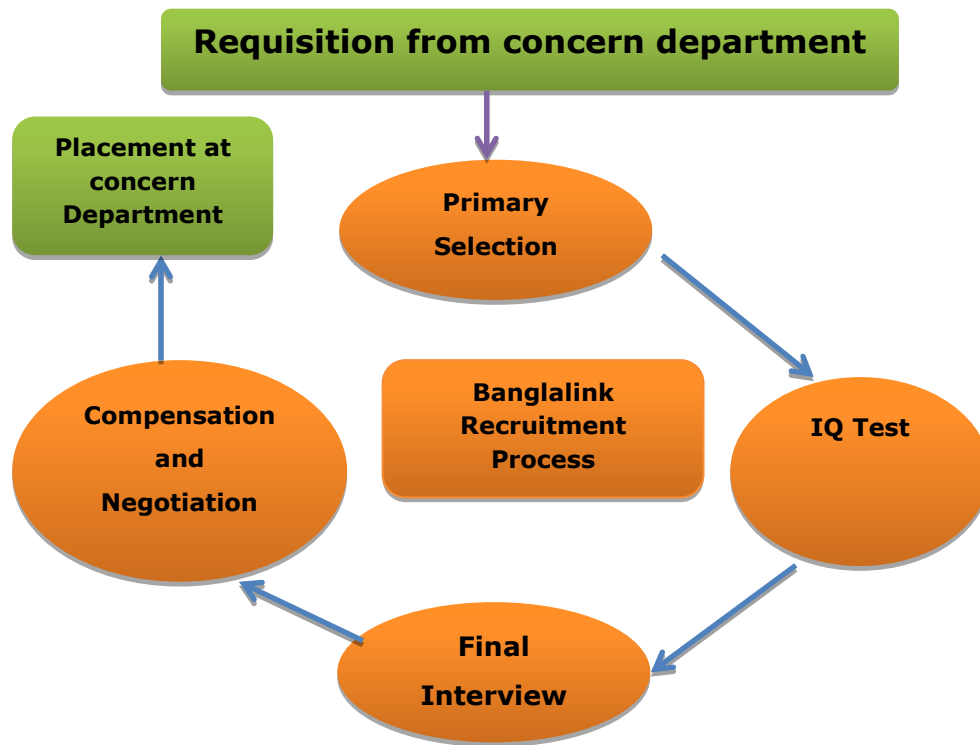 Requisition from concern department
Placement at
concern
Department
Primary
Selection
Banglalink
Recruitment
Process
IQ Test
Compensation
and
Negotiation
Final
Interview